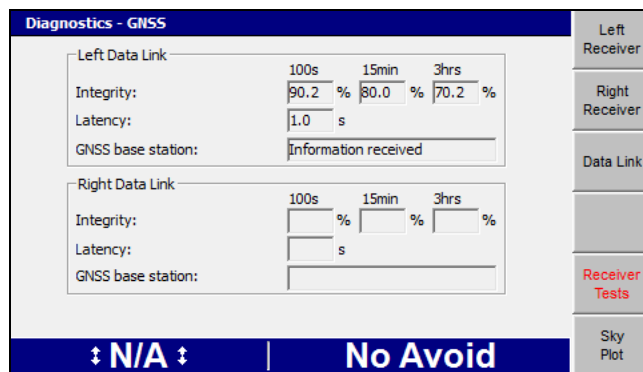 Diagnostics - GNSS
Left Data Link
100s 15min 3hrs
Integrity: 90.2 % 80.0 % 70.2 %
Latency: 1.0 s
GNSS base station: Information received
Right Data Link
100s 15min 3hrs
Integrity: % % %
Latency: s
GNSS base station:
↕ N/A ↕ No Avoid
Left
Receiver
Right
Receiver
Data Link
Receiver
Tests
Sky
Plot